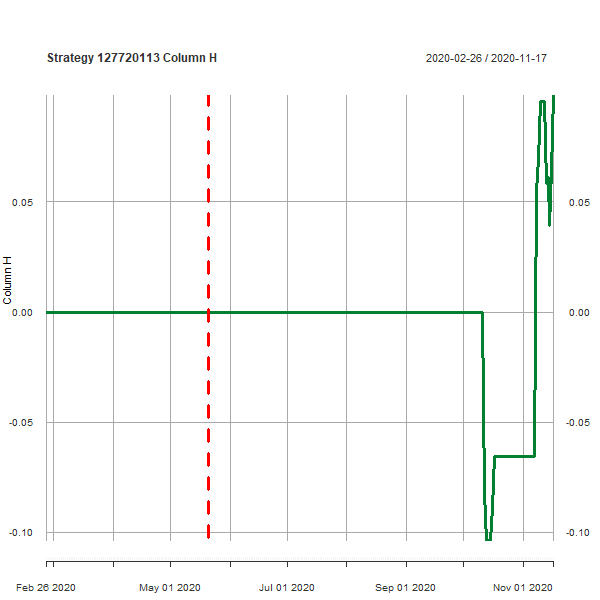 Strategy 127720113 Column H
2020-02-26 / 2020-11-17
Column H
0.05
0.05
0.00
0.00
-0.05
-0.05
-0.10
-0.10
Feb 26 2020
May 01 2020
Jul 01 2020
Sep 01 2020
Nov 01 2020